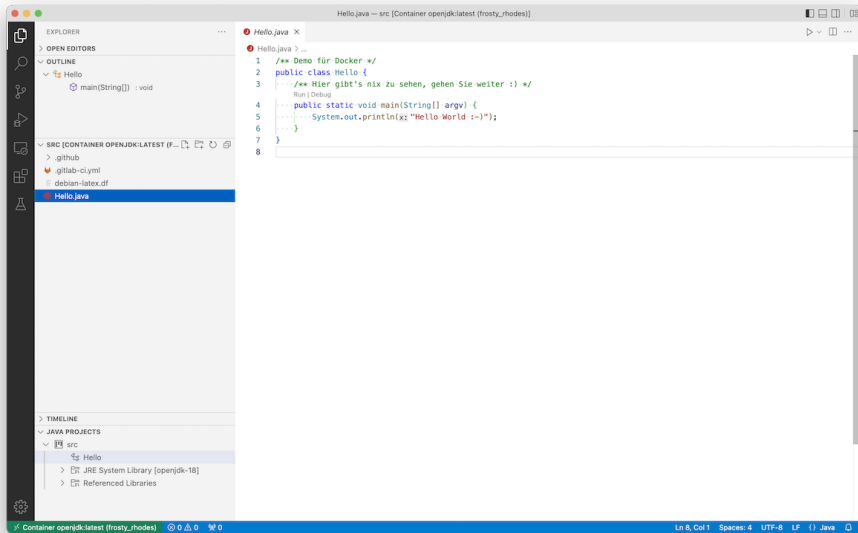 Hello.java — src [Container openjdk:latest (frosty_rhodes)]
EXPLORER
OPEN EDITORS
OUTLINE
Hello
main(String[]) : void
SRC [CONTAINER OPENJDK:LATEST (F...
.github
.gitlab-ci.yml
debian-latex.df
Hello.java
TIMELINE
JAVA PROJECTS
src
Hello
JRE System Library [openjdk-18]
Referenced Libraries
Hello.java
Hello.java > ...
1 /** Demo für Docker */
2 public class Hello {
3 /** Hier gibt's nix zu sehen, gehen Sie weiter :) */
Run | Debug
4 public static void main(String[] argv) {
5 System.out.println(x: "Hello World :-)");
6 }
7 }
8
Container openjdk:latest (frosty_rhodes) 0 0 0 Ln 8, Col 1 Spaces: 4 UTF-8 LF {} Java